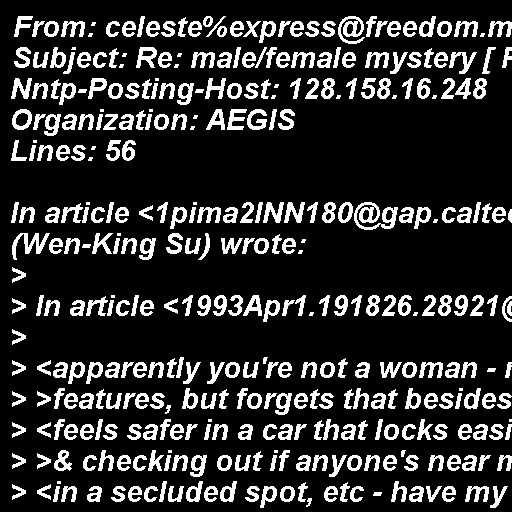 From: celeste%express@freedom.m
Subject: Re: male/female mystery [ F
Nntp-Posting-Host: 128.158.16.248
Organization: AEGIS
Lines: 56

In article <1pima2INN180@gap.caltec
(Wen-King Su) wrote:
>
> In article <1993Apr1.191826.28921@
>
> <apparently you're not a woman - r
> >features, but forgets that besides
> <feels safer in a car that locks easi
> >& checking out if anyone's near m
> <in a secluded spot, etc - have my